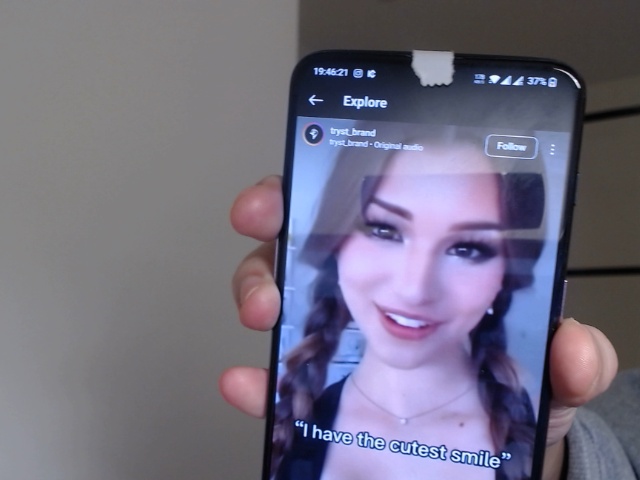 19:46:21
37%
Explore
tryst_brand
tryst_brand • Original audio
Follow
“I have the cutest smile”